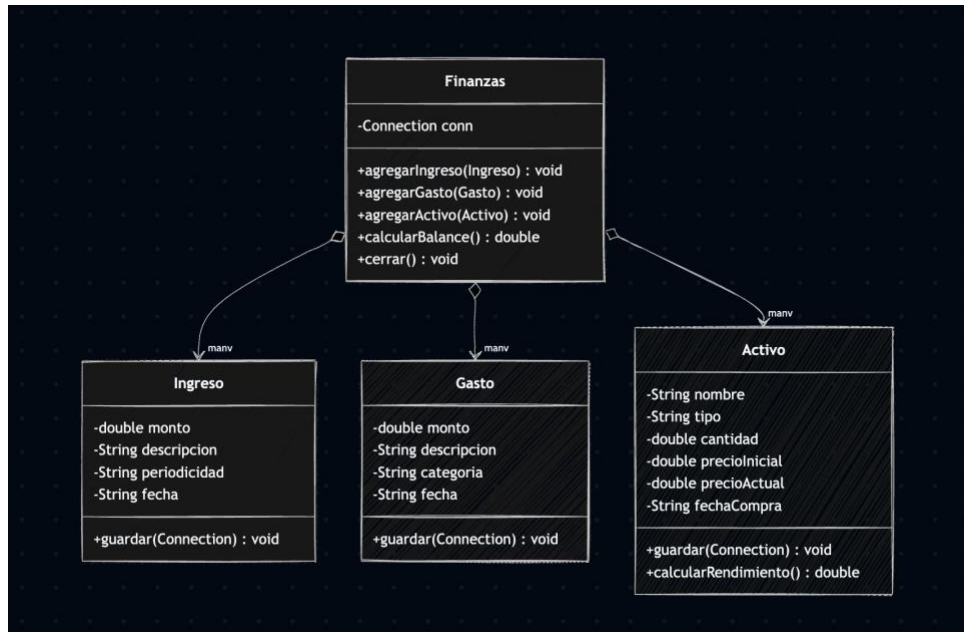 Finanzas
-Connection conn
+agregarIngreso(Ingreso) : void
+agregarGasto(Gasto) : void
+agregarActivo(Activo) : void
+calcularBalance() : double
+cerrar() : void
manv
manv
manv
Ingreso
-double monto
-String descripcion
-String periodicidad
-String fecha
+guardar(Connection) : void
Gasto
-double monto
-String descripcion
-String categoria
-String fecha
+guardar(Connection) : void
Activo
-String nombre
-String tipo
-double cantidad
-double precioInicial
-double precioActual
-String fechaCompra
+guardar(Connection) : void
+calcularRendimiento() : double